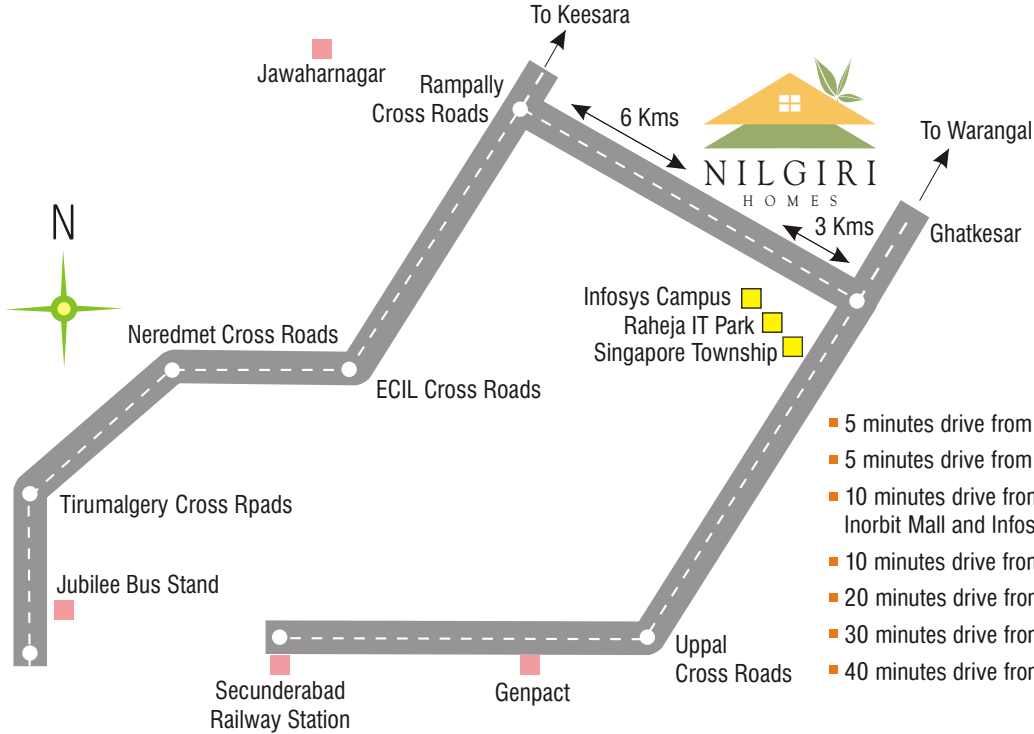 To Keesara
Jawaharnagar
Rampally
Cross Roads
6 Kms
To Warangal
NILGIRI
HOMES
3 Kms
Ghatkesar
N
Infosys Campus
Raheja IT Park
Singapore Township
Neredmet Cross Roads
ECIL Cross Roads
5 minutes drive from
5 minutes drive from
10 minutes drive from
Inorbit Mall and Infos
10 minutes drive from
20 minutes drive from
30 minutes drive from
40 minutes drive from
Tirumalgery Cross Rpads
Jubilee Bus Stand
Uppal
Cross Roads
Secunderabad
Railway Station
Genpact